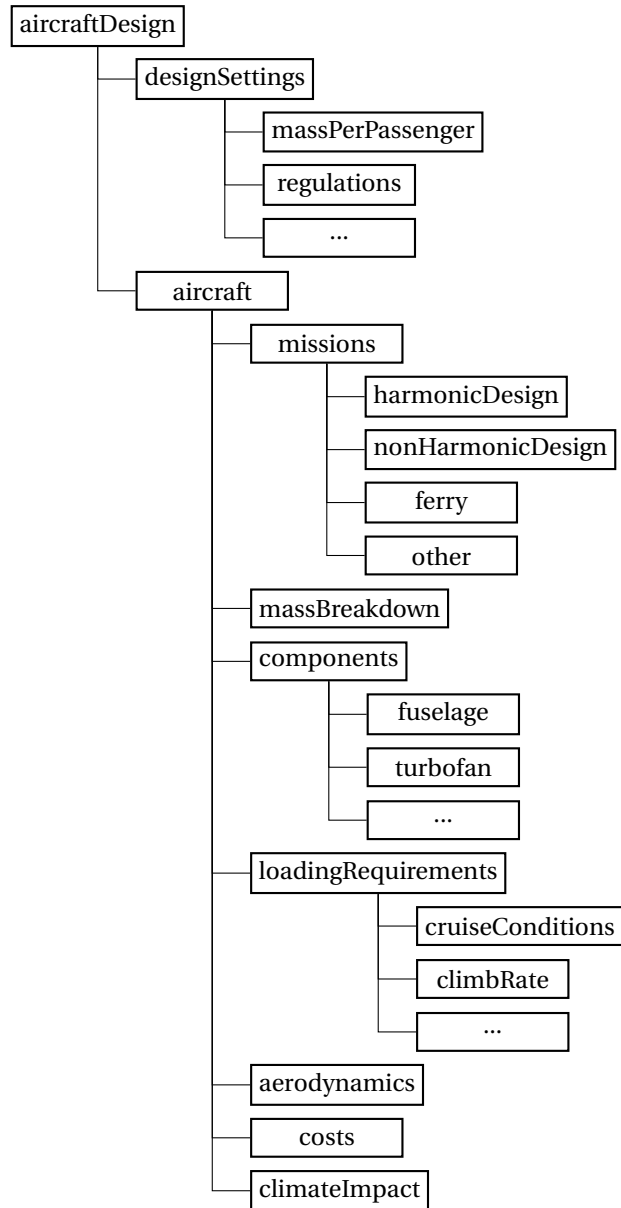 aircraftDesign
designSettings
massPerPassenger
regulations
...
aircraft
missions
harmonicDesign
nonHarmonicDesign
ferry
other
massBreakdown
components
fuselage
turbofan
...
loadingRequirements
cruiseConditions
climbRate
...
aerodynamics
costs
climateImpact